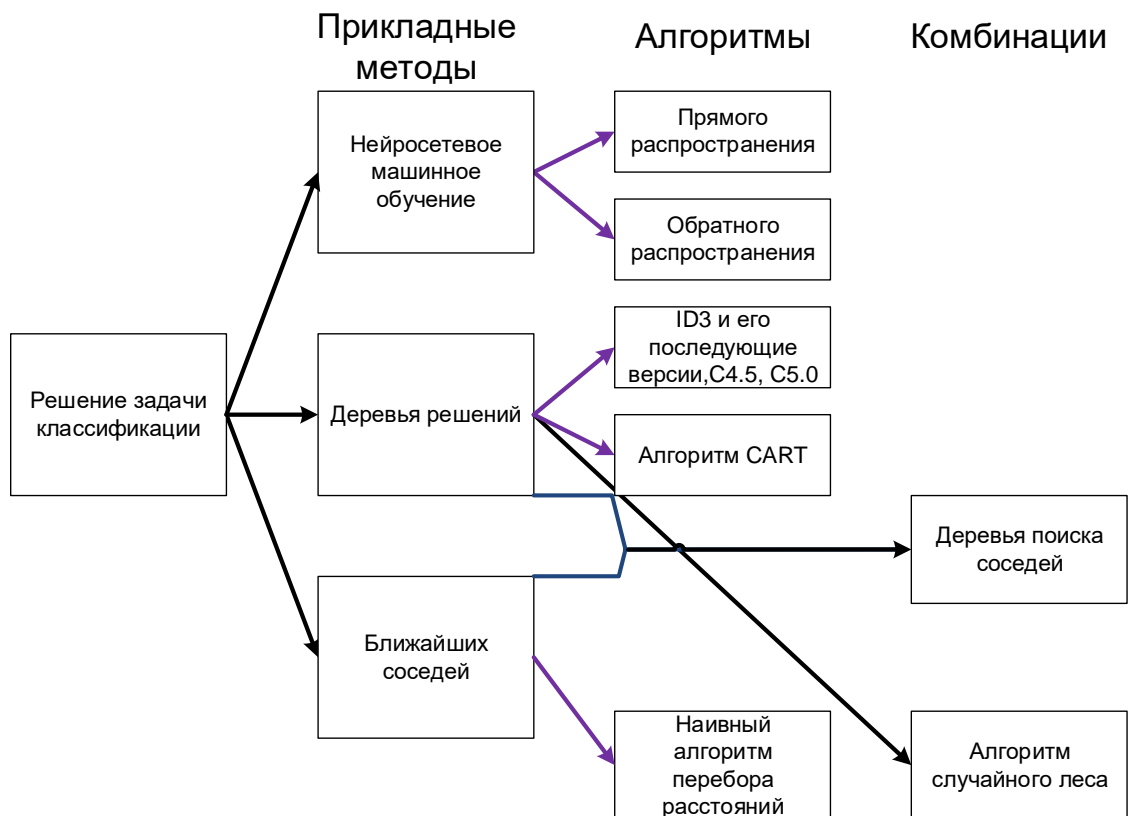 Прикладные
методы
Алгоритмы
Комбинации
Нейросетевое
машинное
обучение
Прямого
распространения
Обратного
распространения
Решение задачи
классификации
Деревья решений
ID3 и его
последующие
версии,C4.5, C5.0
Алгоритм CART
Деревья поиска
соседей
Ближайших
соседей
Наивный
алгоритм
перебора
расстояний
Алгоритм
случайного леса